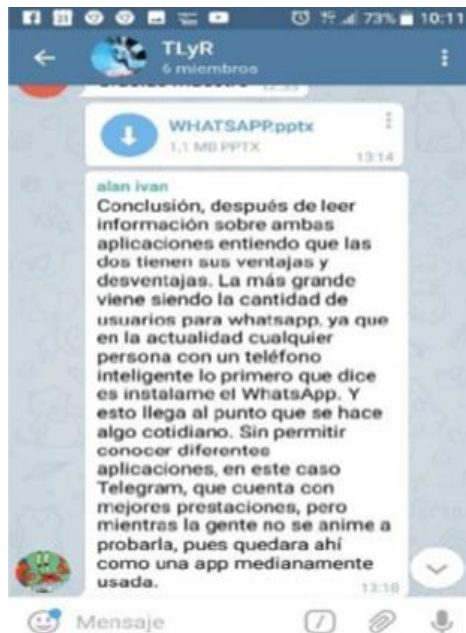 73% 10:11
TLyR
6 miembros
WHATSAPP.pptx
1,1 MB PPTX
13:14
alan ivan
Conclusión, después de leer
información sobre ambas
aplicaciones entiendo que las
dos tienen sus ventajas y
desventajas. La más grande
viene siendo la cantidad de
usuarios para whatsapp, ya que
en la actualidad cualquier
persona con un teléfono
inteligente lo primero que dice
es instalame el WhatsApp. Y
esto llega al punto que se hace
algo cotidiano. Sin permitir
conocer diferentes
aplicaciones, en este caso
Telegram, que cuenta con
mejores prestaciones, pero
mientras la gente no se anime a
probarla, pues quedara ahí
como una app medianamente
usada.
13:18
Mensaje